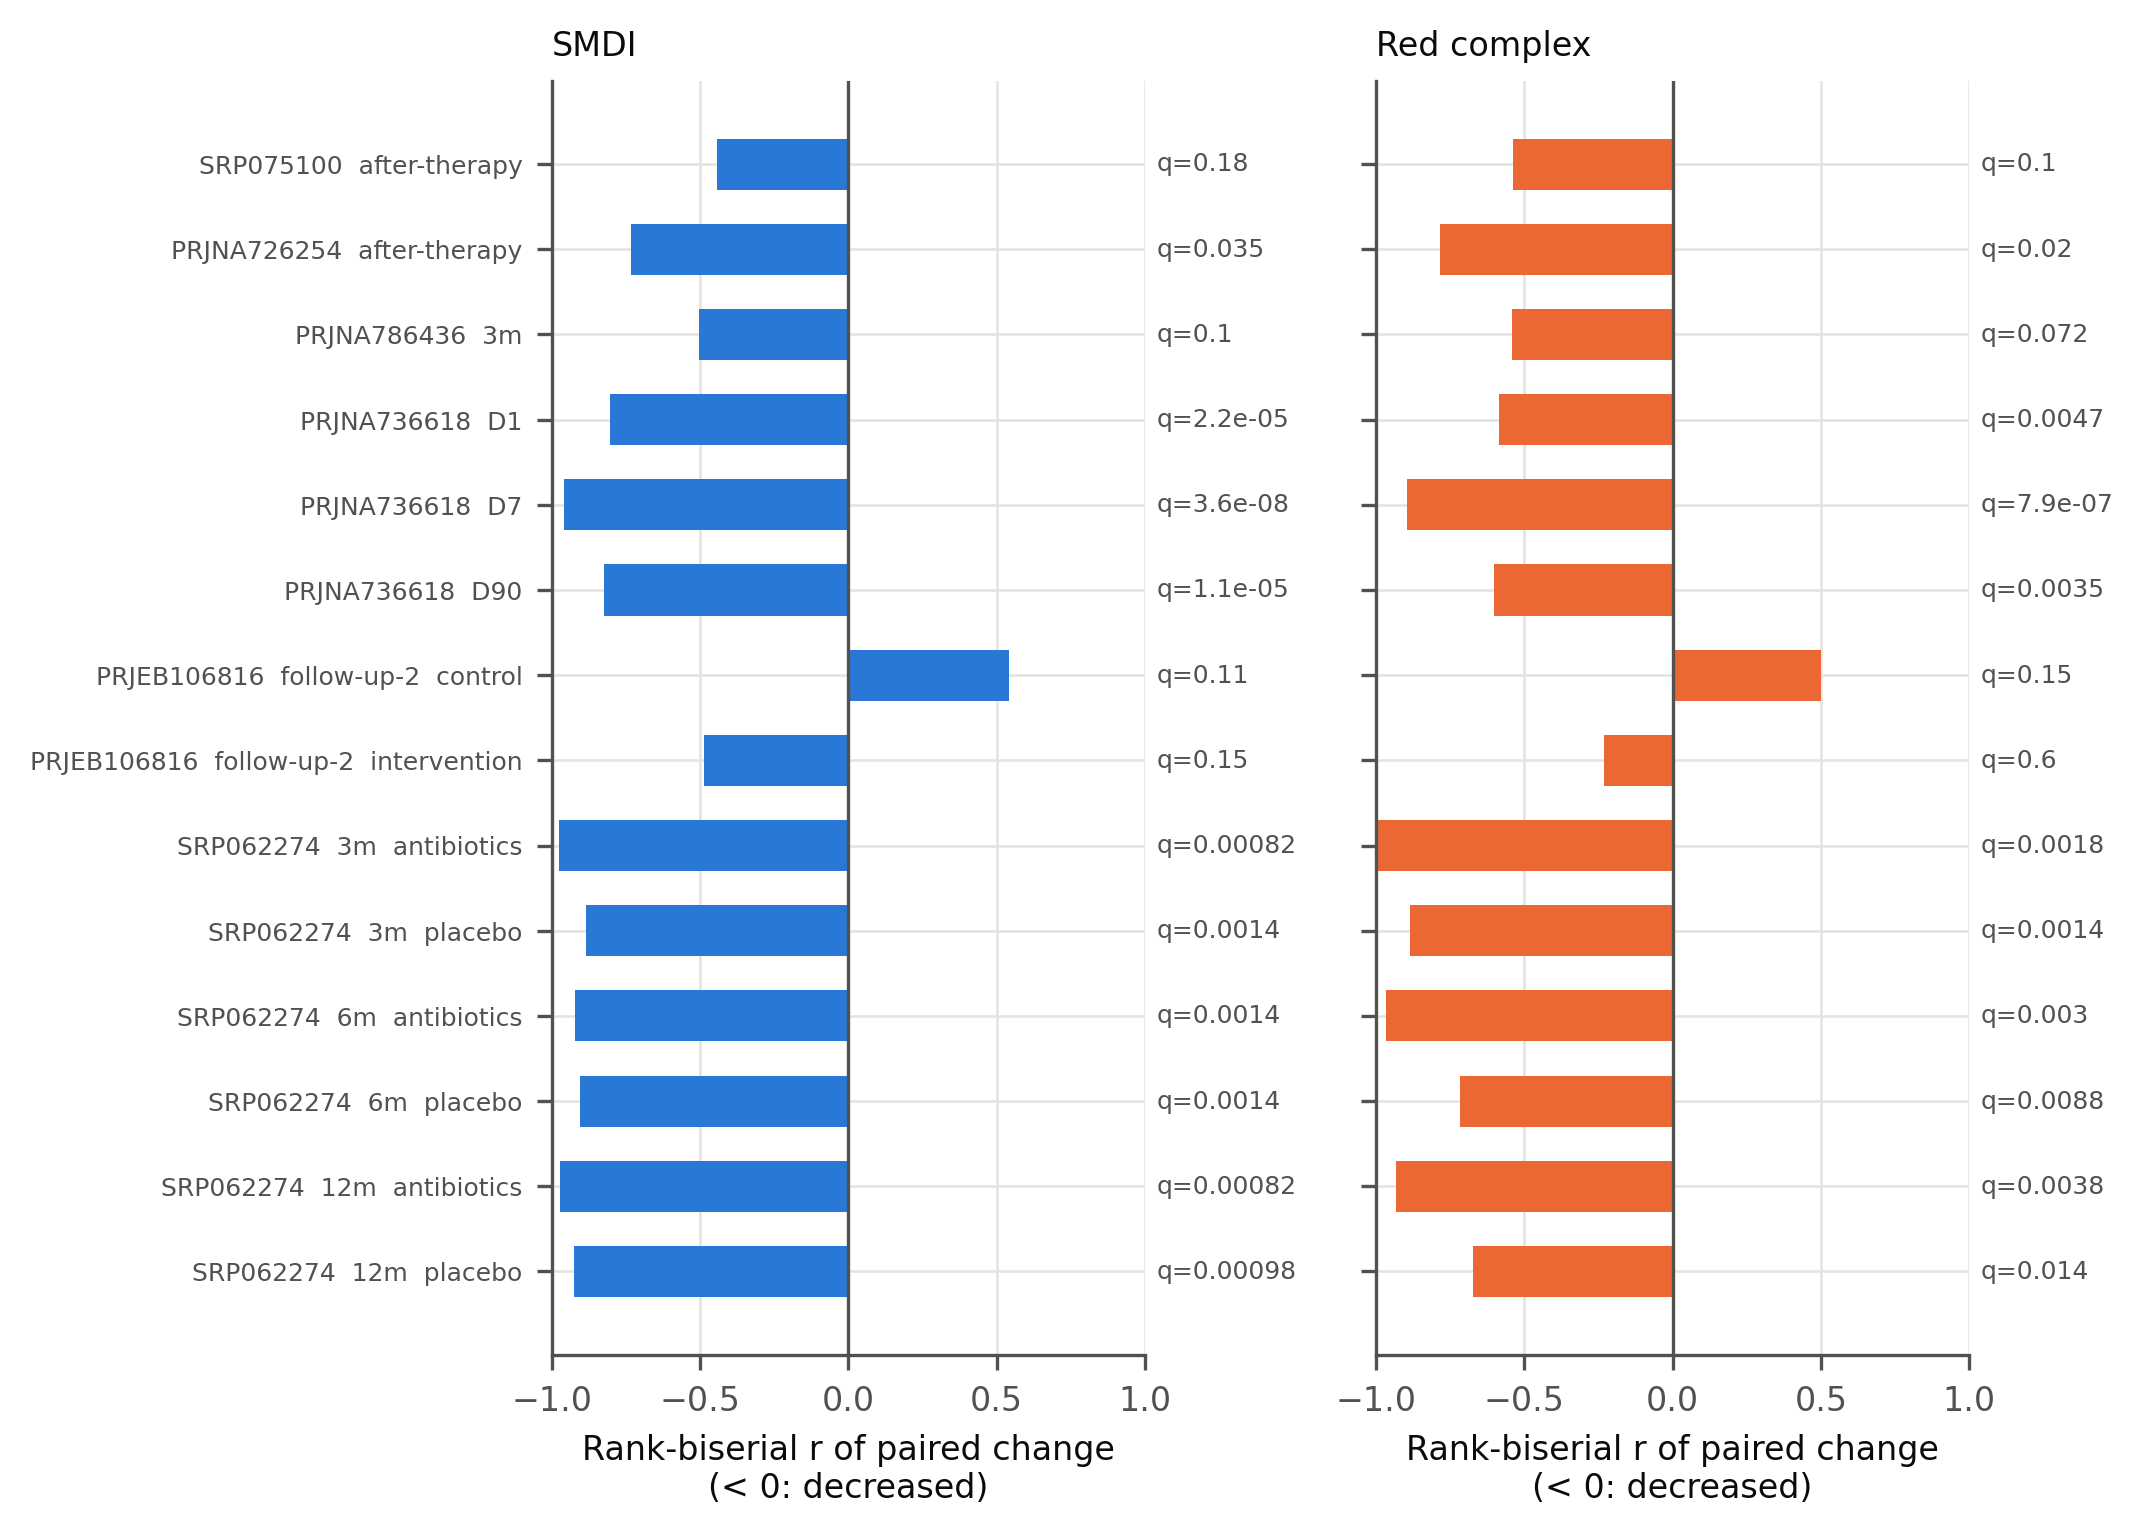 SMDI
Red complex
SRP075100 after-therapy
q=0.18
q=0.1
PRJNA726254 after-therapy
q=0.035
q=0.02
PRJNA786436 3m
q=0.1
q=0.072
PRJNA736618 D1
q=2.2e-05
q=0.0047
PRJNA736618 D7
q=3.6e-08
q=7.9e-07
PRJNA736618 D90
q=1.1e-05
q=0.0035
PRJEB106816 follow-up-2 control
q=0.11
q=0.15
PRJEB106816 follow-up-2 intervention
q=0.15
q=0.6
SRP062274 3m antibiotics
q=0.00082
q=0.0018
SRP062274 3m placebo
q=0.0014
q=0.0014
SRP062274 6m antibiotics
q=0.0014
q=0.003
SRP062274 6m placebo
q=0.0014
q=0.0088
SRP062274 12m antibiotics
q=0.00082
q=0.0038
SRP062274 12m placebo
q=0.00098
q=0.014
−1.0 −0.5 0.0 0.5 1.0
−1.0 −0.5 0.0 0.5 1.0
Rank-biserial r of paired change
(< 0: decreased)
Rank-biserial r of paired change
(< 0: decreased)